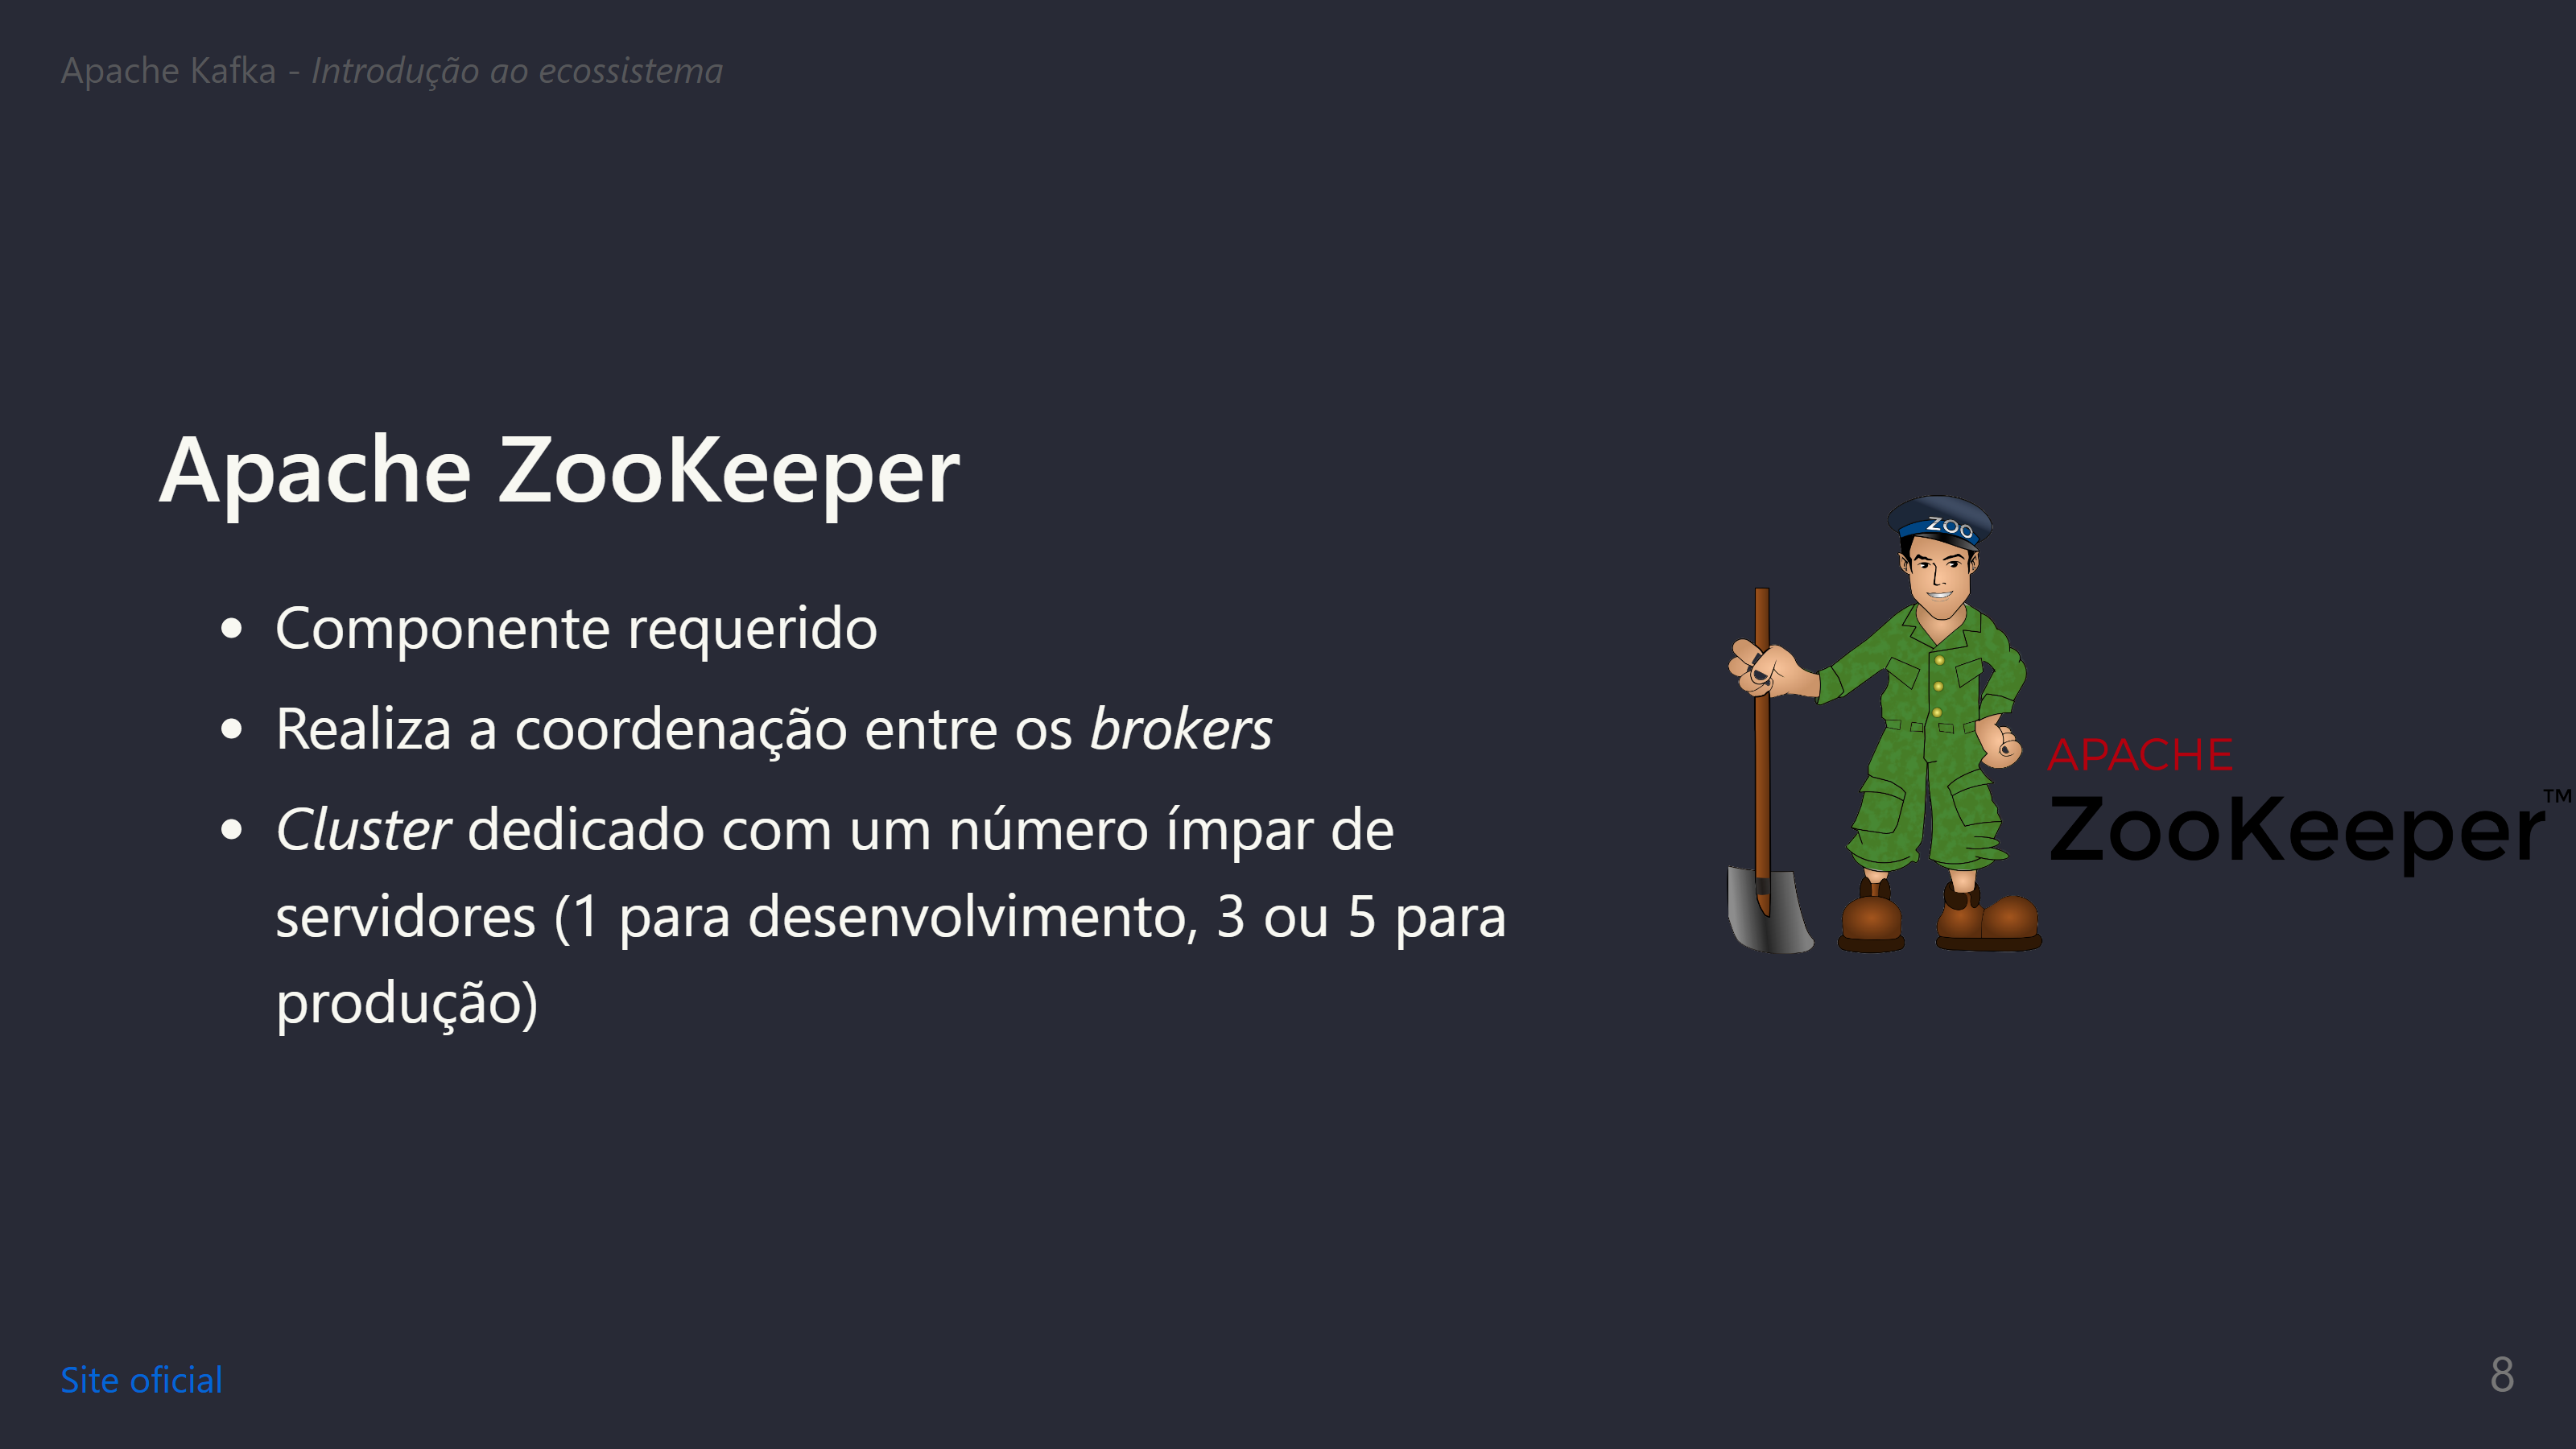 Apache Kafka - Introdução ao ecossistema
Apache ZooKeeper
• Componente requerido
• Realiza a coordenação entre os brokers
• Cluster dedicado com um número ímpar de
servidores (1 para desenvolvimento, 3 ou 5 para
produção)
ZOO
APACHE
ZooKeeper™
Site oficial
8